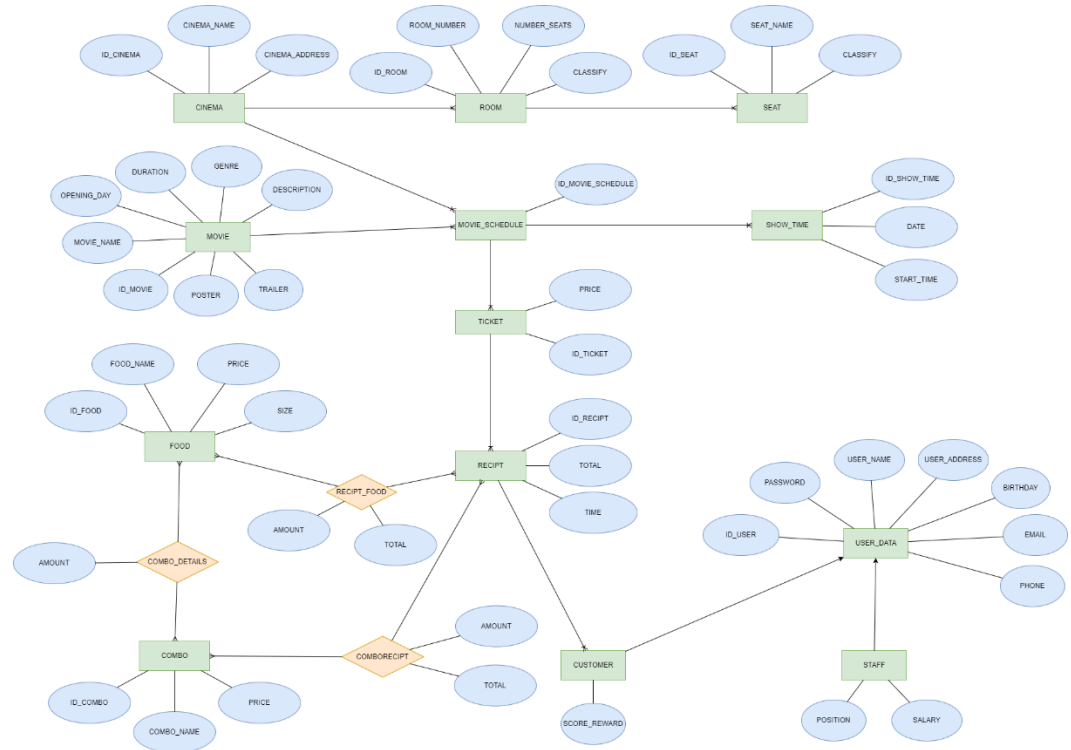 CINEMA_NAME
ID_CINEMA
CINEMA_ADDRESS
CINEMA
ROOM_NUMBER
NUMBER_SEATS
ID_ROOM
CLASSIFY
ROOM
SEAT_NAME
ID_SEAT
CLASSIFY
SEAT
GENRE
DURATION
DESCRIPTION
OPENING_DAY
MOVIE_NAME
MOVIE
ID_MOVIE
POSTER
TRAILER
ID_MOVIE_SCHEDULE
MOVIE_SCHEDULE
ID_SHOW_TIME
SHOW_TIME
DATE
START_TIME
PRICE
TICKET
ID_TICKET
FOOD_NAME
PRICE
ID_FOOD
SIZE
FOOD
ID_RECIPT
RECIPT
TOTAL
TIME
RECIPT_FOOD
AMOUNT
TOTAL
USER_NAME
USER_ADDRESS
PASSWORD
BIRTHDAY
ID_USER
USER_DATA
EMAIL
PHONE
AMOUNT
COMBO_DETAILS
COMBO
ID_COMBO
PRICE
COMBO_NAME
COMBORECIPT
AMOUNT
TOTAL
CUSTOMER
SCORE_REWARD
STAFF
POSITION
SALARY